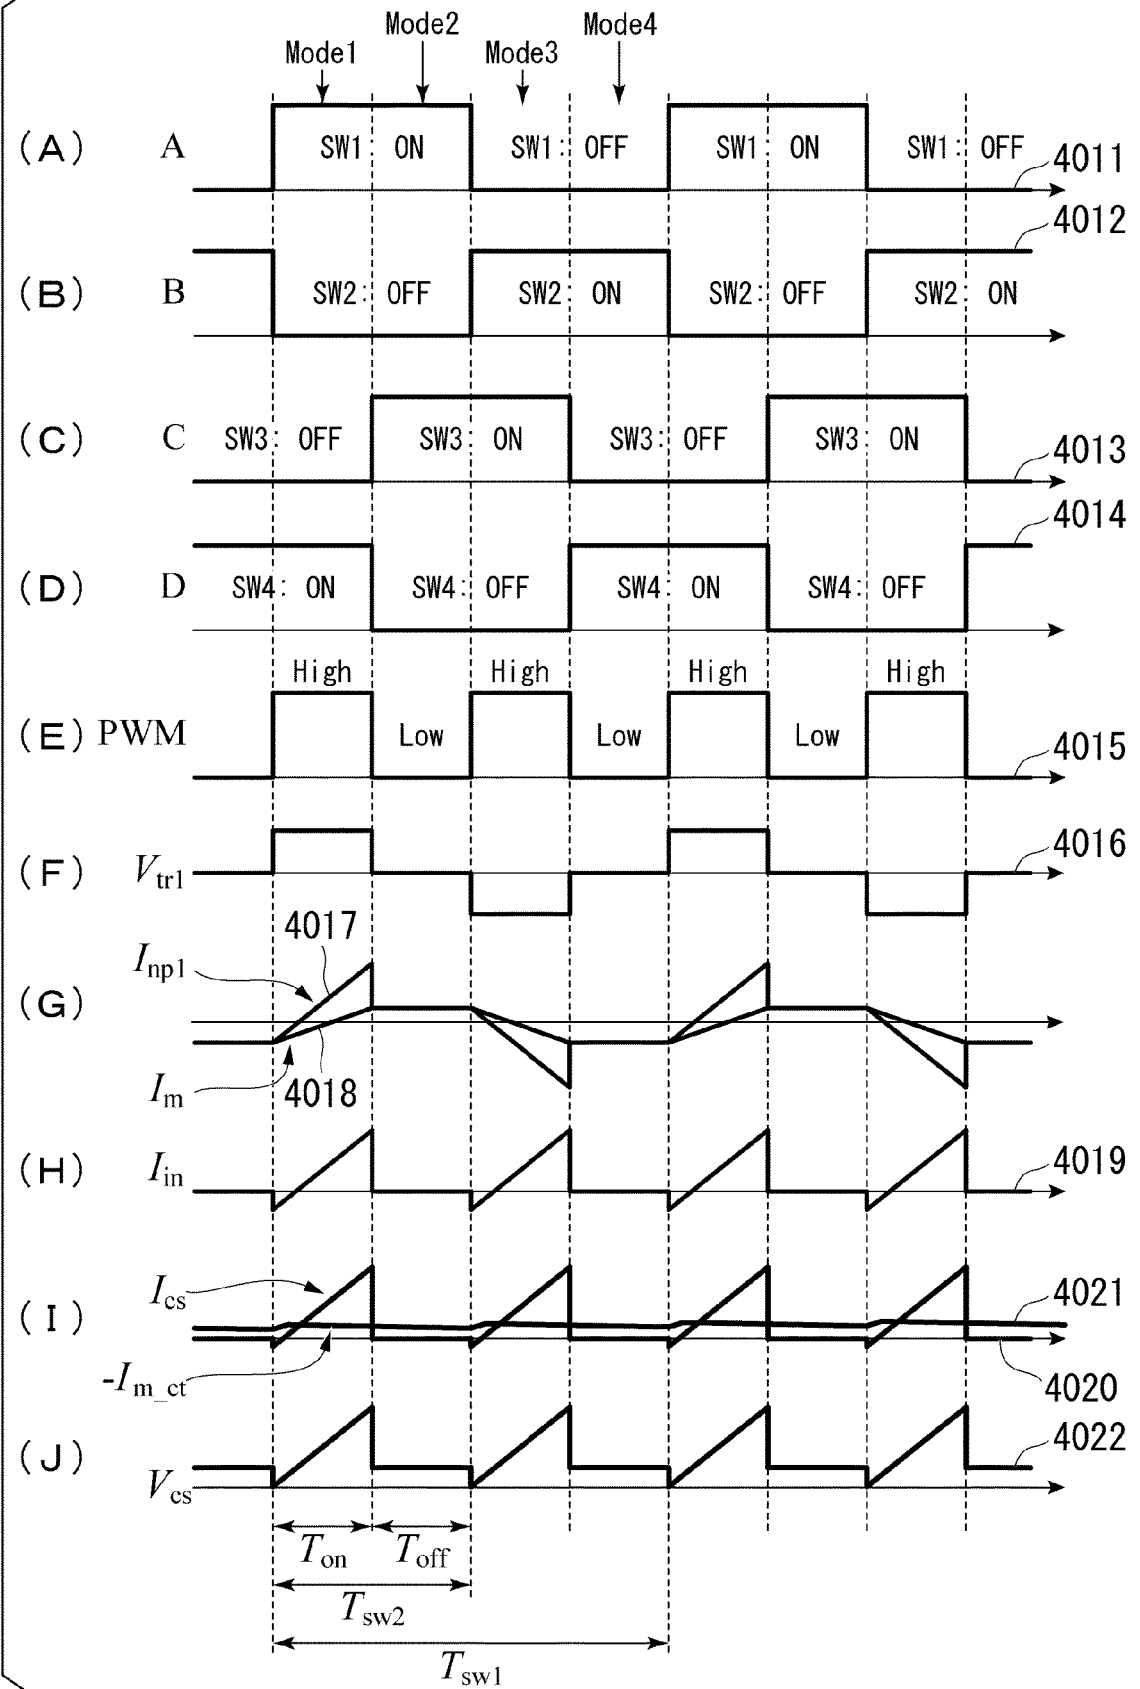 Mode1 Mode2 Mode3 Mode4
(A) A SW1: ON SW1: OFF SW1: ON SW1: OFF 4011
(B) B SW2: OFF SW2: ON SW2: OFF SW2: ON 4012
(C) C SW3: OFF SW3: ON SW3: OFF SW3: ON 4013
(D) D SW4: ON SW4: OFF SW4: ON SW4: OFF 4014
High High High High
(E) PWM Low Low Low 4015
(F) Vtr1 4016
4017
Inp1
(G)
Im 4018
(H) Iin 4019
Ics
(I) 4021
-Im_ct 4020
(J) 4022
Vcs
Ton Toff
Tsw2
Tsw1